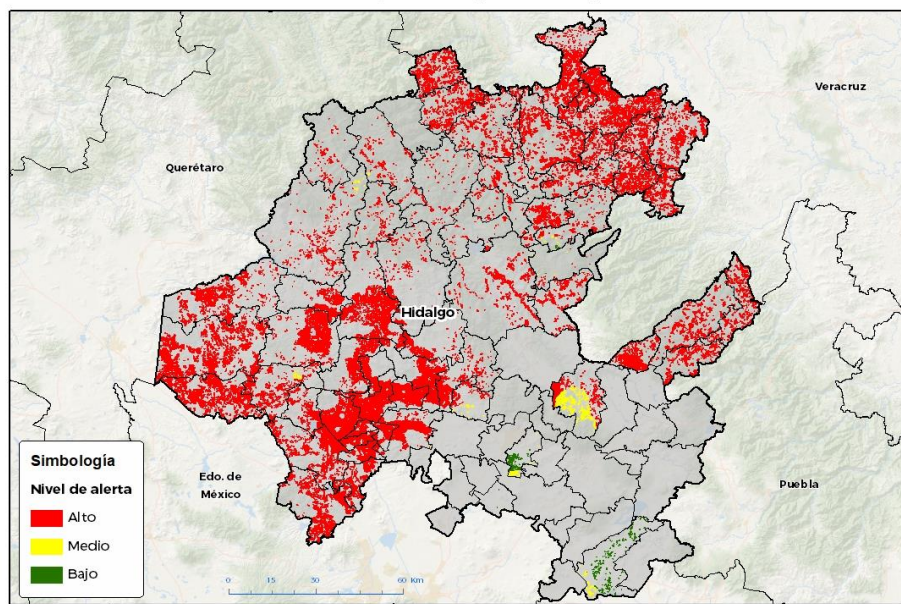 Veracruz
Querétaro
Hidalgo
Simbología
Nivel de alerta
Alto
Medio
Bajo
Edo. de
México
Puebla
0 15 30 60 Km